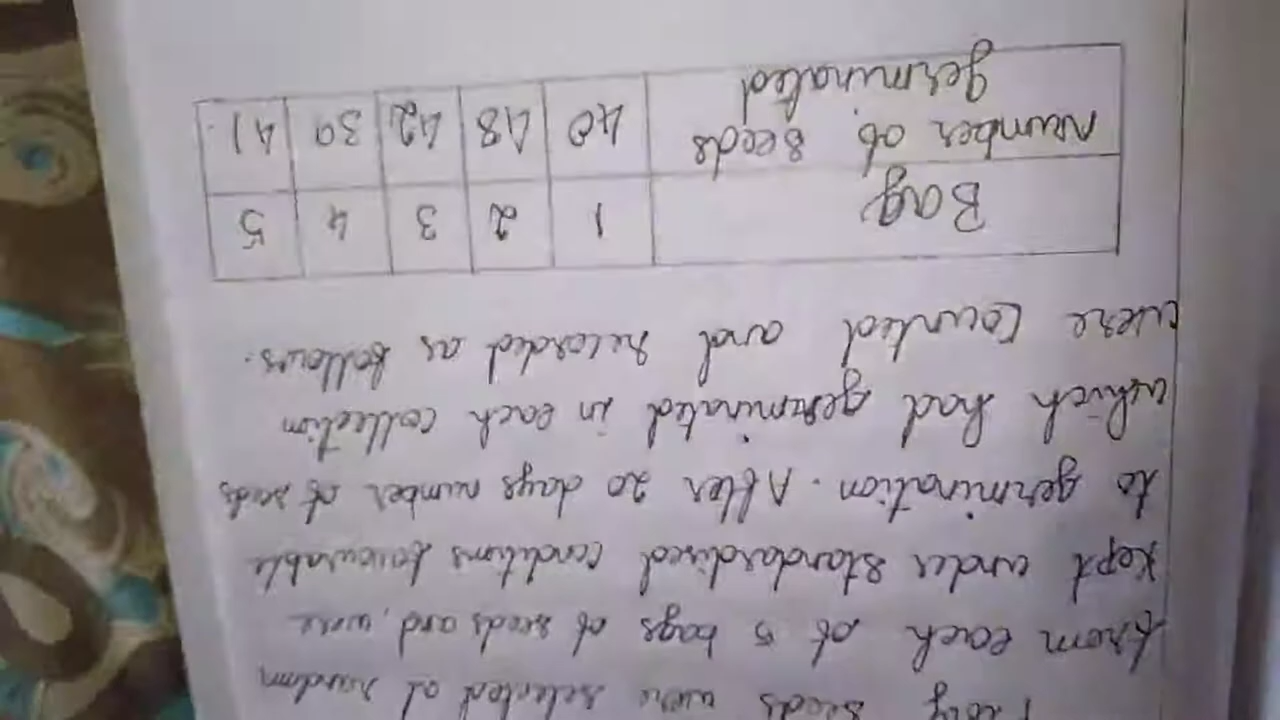 Fifty seeds were selected at random
from each of 5 bags of seeds and, were
kept under standardised conditions favourable
to germination. After 20 days number of seeds
which had germinated in each collection
were counted and recorded as follows.
Bag 1 2 3 4 5
number of seeds 40 48 42 39 41
germinated